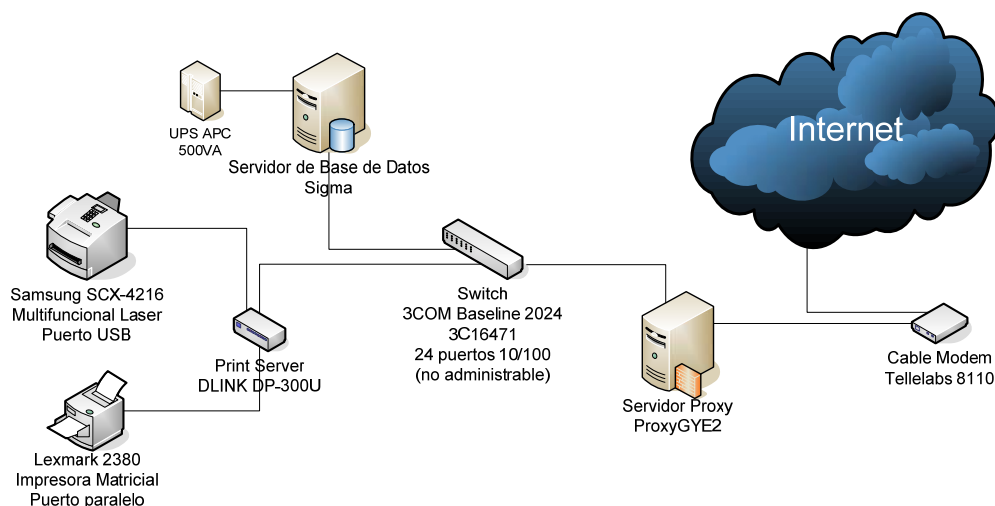 UPS APC
500VA
Servidor de Base de Datos
Sigma
Internet
Samsung SCX-4216
Multifuncional Laser
Puerto USB
Print Server
DLINK DP-300U
Switch
3COM Baseline 2024
3C16471
24 puertos 10/100
(no administrable)
Servidor Proxy
ProxyGYE2
Cable Modem
Tellelabs 8110
Lexmark 2380
Impresora Matricial
Puerto paralelo